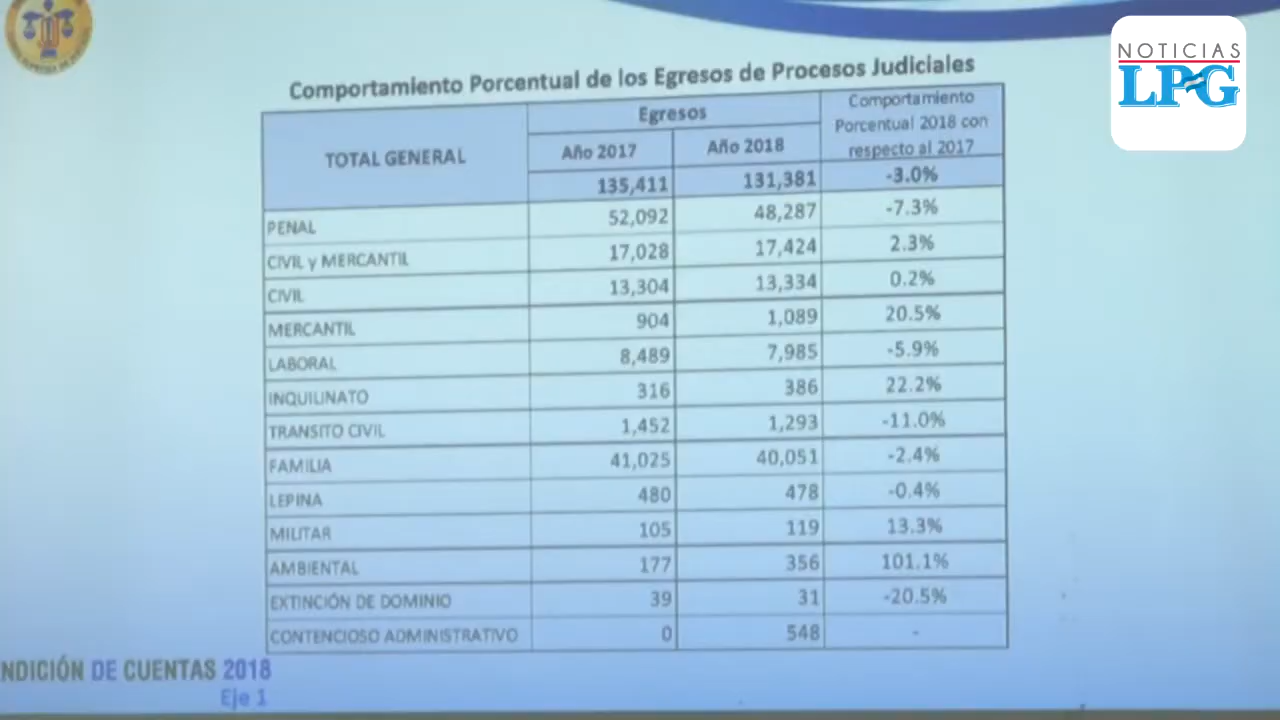 NOTICIAS
LPG
Comportamiento Porcentual de los Egresos de Procesos Judiciales
TOTAL GENERAL
Egresos
Comportamiento
Porcentual 2018 con
respecto al 2017
Año 2017
Año 2018
135,411 131,381 -3.0%
PENAL 52,092 48,287 -7.3%
CIVIL y MERCANTIL 17,028 17,424 2.3%
CIVIL 13,304 13,334 0.2%
MERCANTIL 904 1,089 20.5%
LABORAL 8,489 7,985 -5.9%
INQUILINATO 316 386 22.2%
TRANSITO CIVIL 1,452 1,293 -11.0%
FAMILIA 41,025 40,051 -2.4%
LEPINA 480 478 -0.4%
MILITAR 105 119 13.3%
AMBIENTAL 177 356 101.1%
EXTINCIÓN DE DOMINIO 39 31 -20.5%
CONTENCIOSO ADMINISTRATIVO 0 548 -
NDICIÓN DE CUENTAS 2018
Eje 1